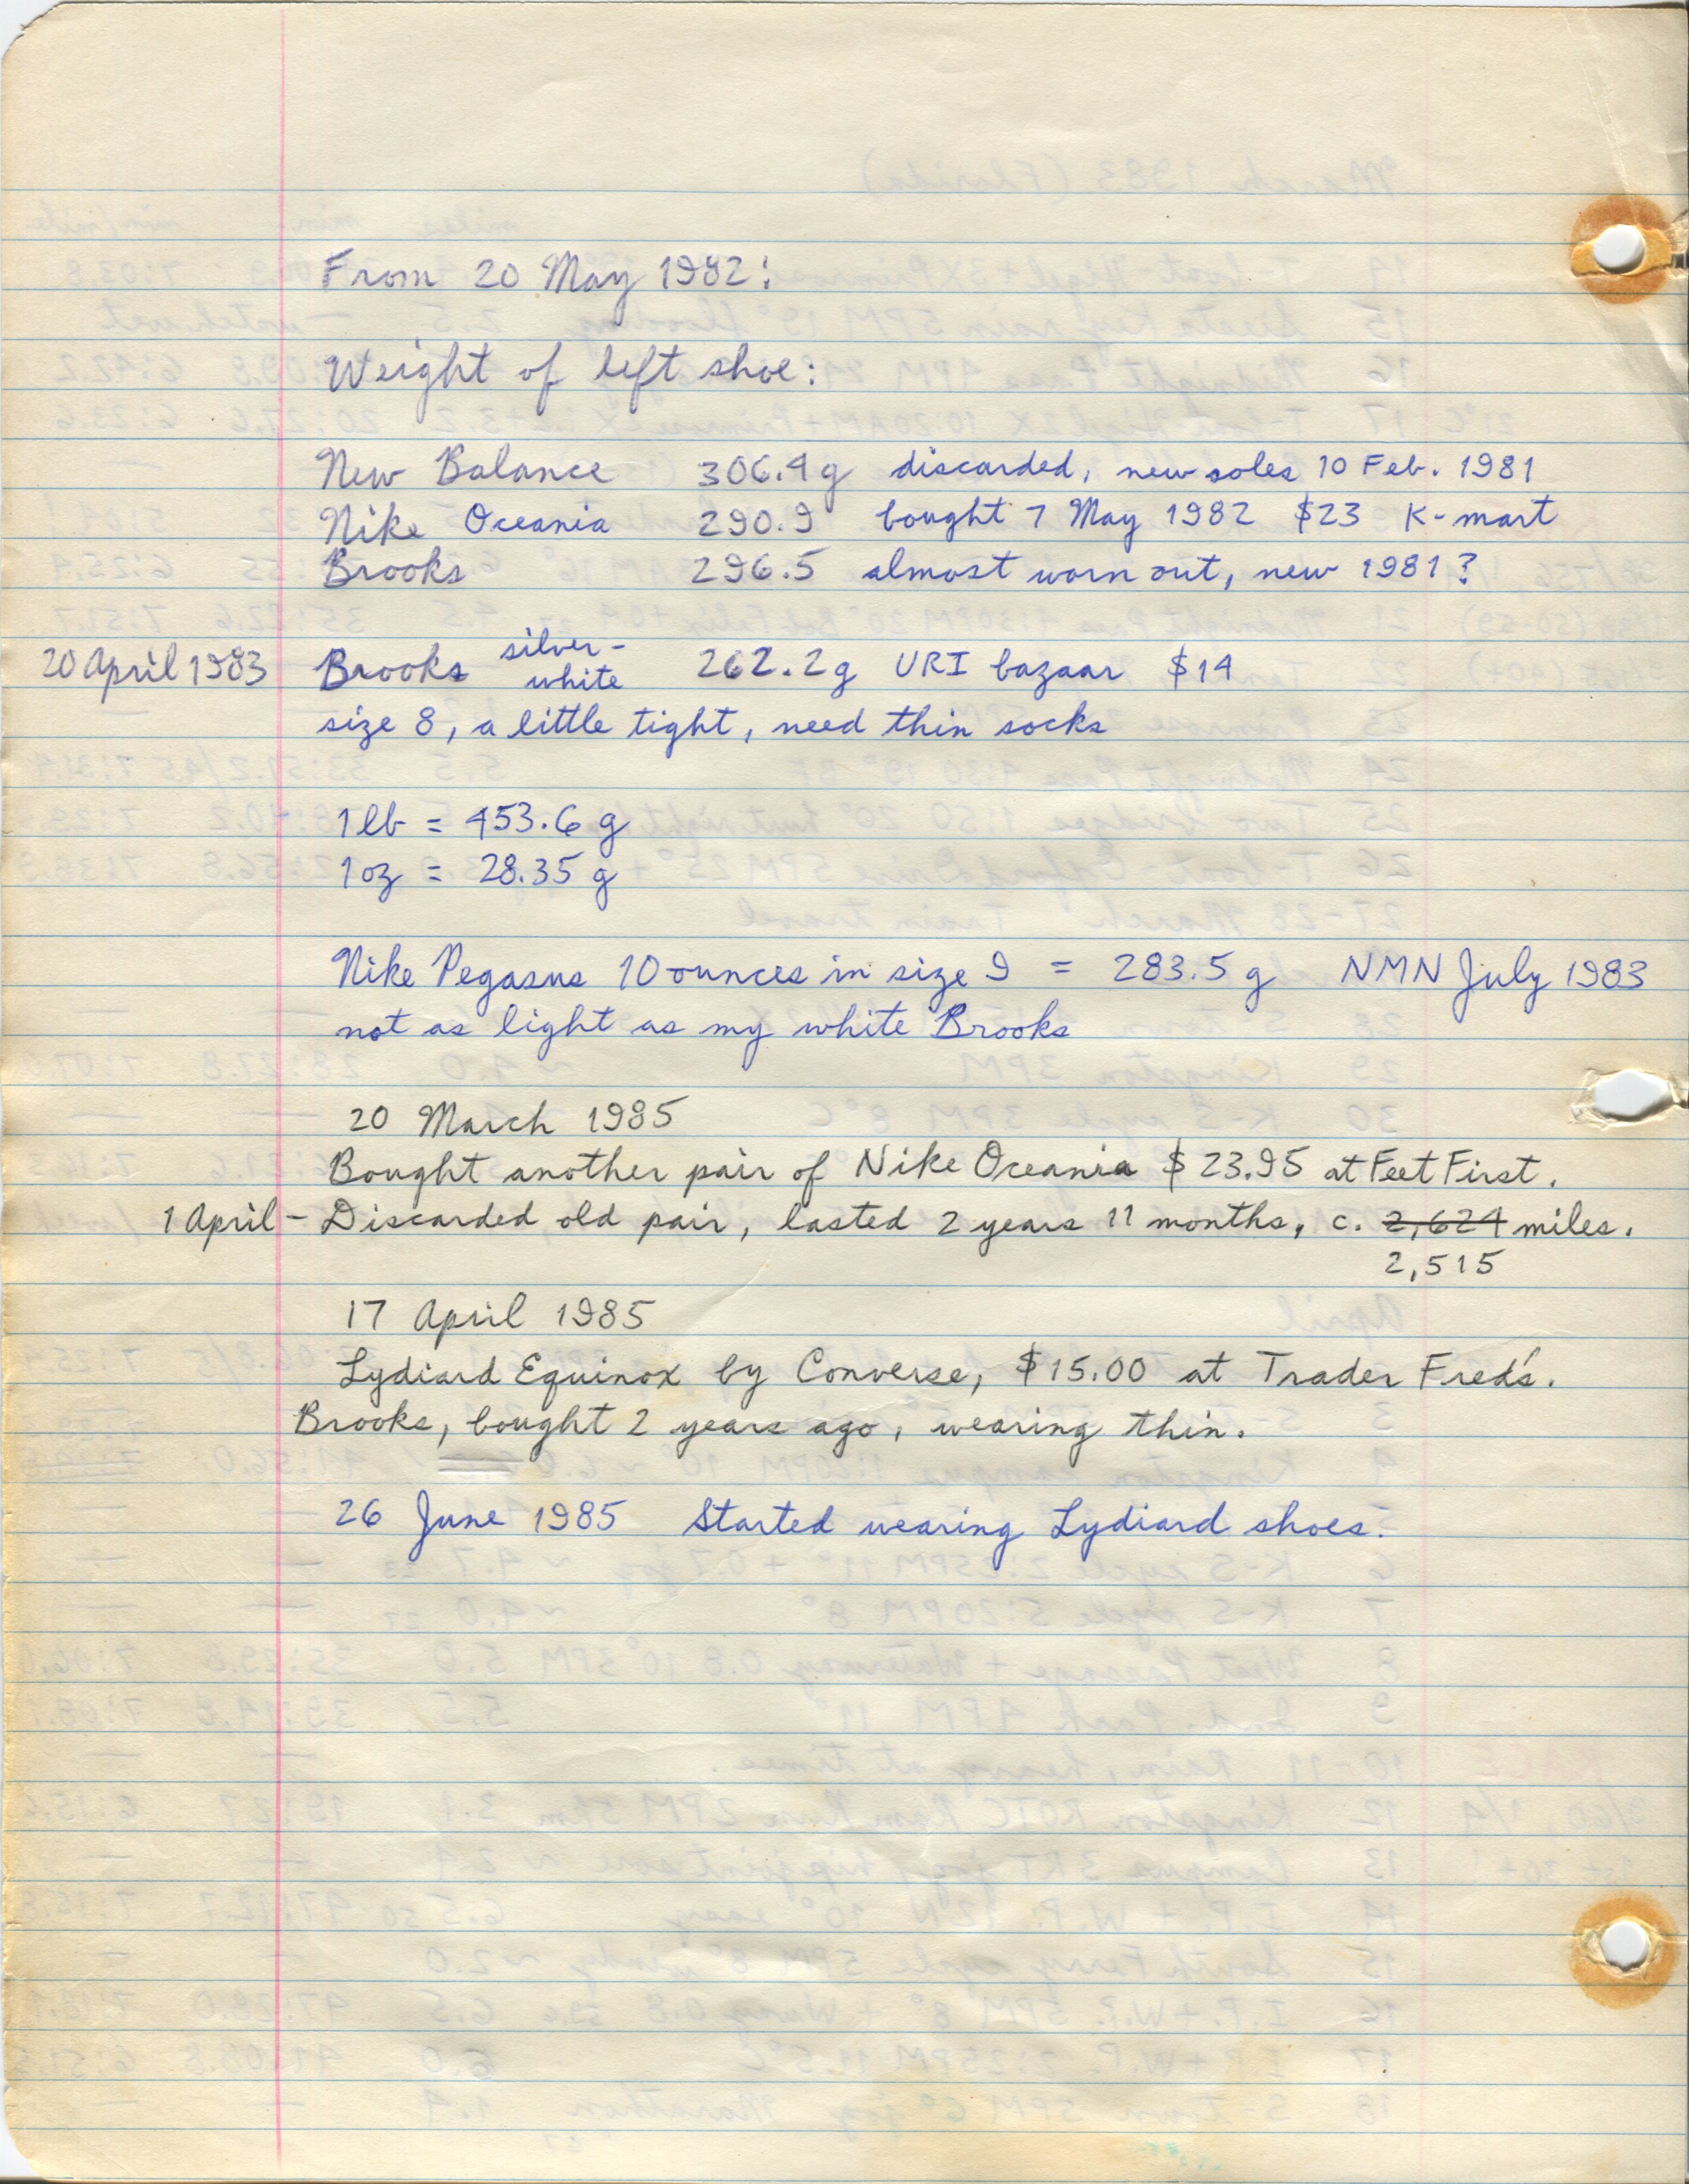 From 20 May 1982:
Weight of left shoe:
New Balance 306.4g discarded, new soles 10 Feb. 1981
Nike Oceania 290.9 bought 7 May 1982 $23 K-mart
Brooks 296.5 almost worn out, new 1981?
20 April 1983 Brooks silver-white 262.2g URI bazaar $14
size 8, a little tight, need thin socks
1 lb = 453.6 g
1 oz = 28.35 g
Nike Pegasus 10 ounces in size 9 = 283.5 g NMN July 1983
not as light as my white Brooks
20 March 1985
Bought another pair of Nike Oceania $23.95 at Feet First.
1 April – Discarded old pair, lasted 2 years 11 months, c. 2,624 miles.
2,515
17 April 1985
Lydiard Equinox by Converse, $15.00 at Trader Fred's.
Brooks, bought 2 years ago, wearing thin.
26 June 1985 Started wearing Lydiard shoes.